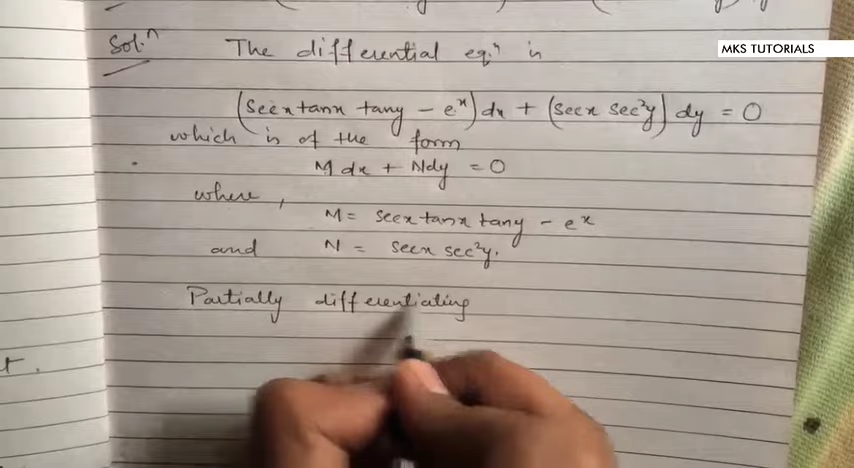 Sol.ⁿ The differential eqⁿ is
MKS TUTORIALS
(secx tanx tany - eˣ) dx + (secx sec²y) dy = 0
which is of the form
M dx + Ndy = 0
where,
M = secx tanx tany - eˣ
and N = secx sec²y.
Partially differentiating
t.